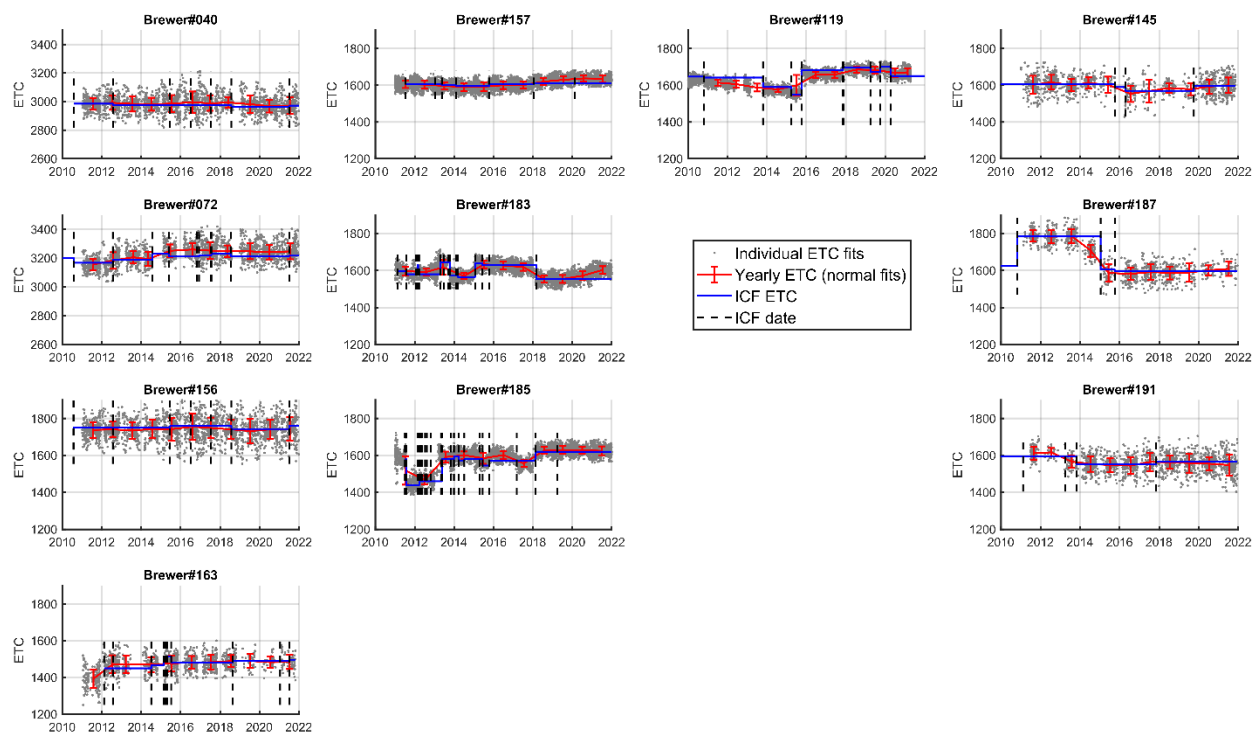 Brewer#040
3400
3200
3000
2800
2600
ETC
2010 2012 2014 2016 2018 2020 2022
Brewer#157
1800
1600
1400
1200
ETC
2010 2012 2014 2016 2018 2020 2022
Brewer#119
1800
1600
1400
1200
ETC
2010 2012 2014 2016 2018 2020 2022
Brewer#145
1800
1600
1400
1200
ETC
2010 2012 2014 2016 2018 2020 2022
Brewer#072
3400
3200
3000
2800
2600
ETC
2010 2012 2014 2016 2018 2020 2022
Brewer#183
1800
1600
1400
1200
ETC
2010 2012 2014 2016 2018 2020 2022
Individual ETC fits
Yearly ETC (normal fits)
ICF ETC
ICF date
Brewer#187
1800
1600
1400
1200
ETC
2010 2012 2014 2016 2018 2020 2022
Brewer#156
1800
1600
1400
1200
ETC
2010 2012 2014 2016 2018 2020 2022
Brewer#185
1800
1600
1400
1200
ETC
2010 2012 2014 2016 2018 2020 2022
Brewer#191
1800
1600
1400
1200
ETC
2010 2012 2014 2016 2018 2020 2022
Brewer#163
1800
1600
1400
1200
ETC
2010 2012 2014 2016 2018 2020 2022